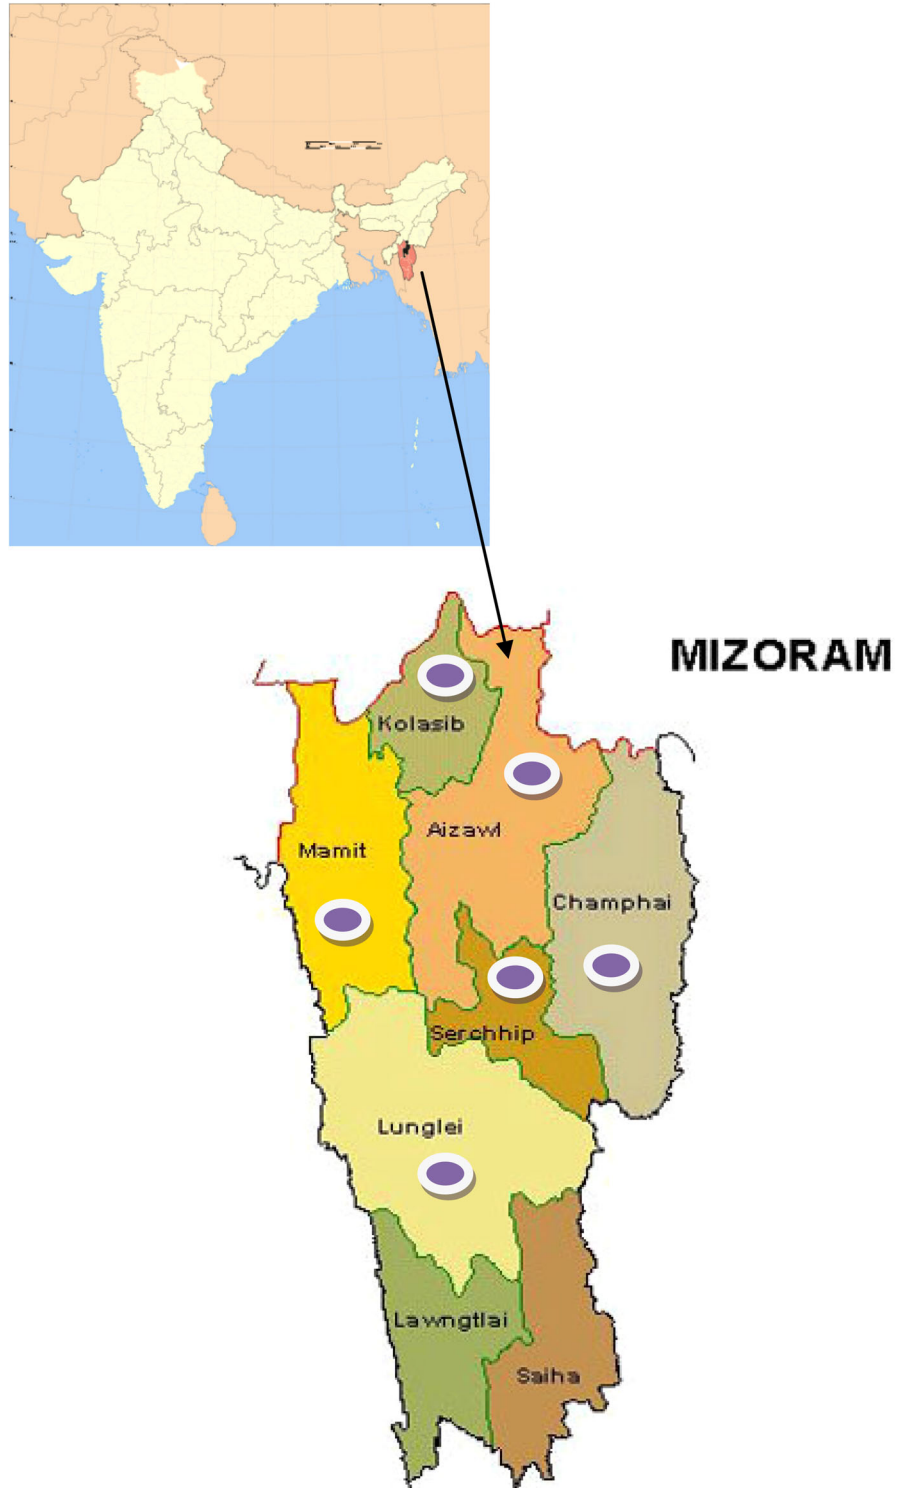 MIZORAM
Kolasib
Aizawl
Mamit
Champhai
Serchhip
Lunglei
Lawngtlai
Saiha